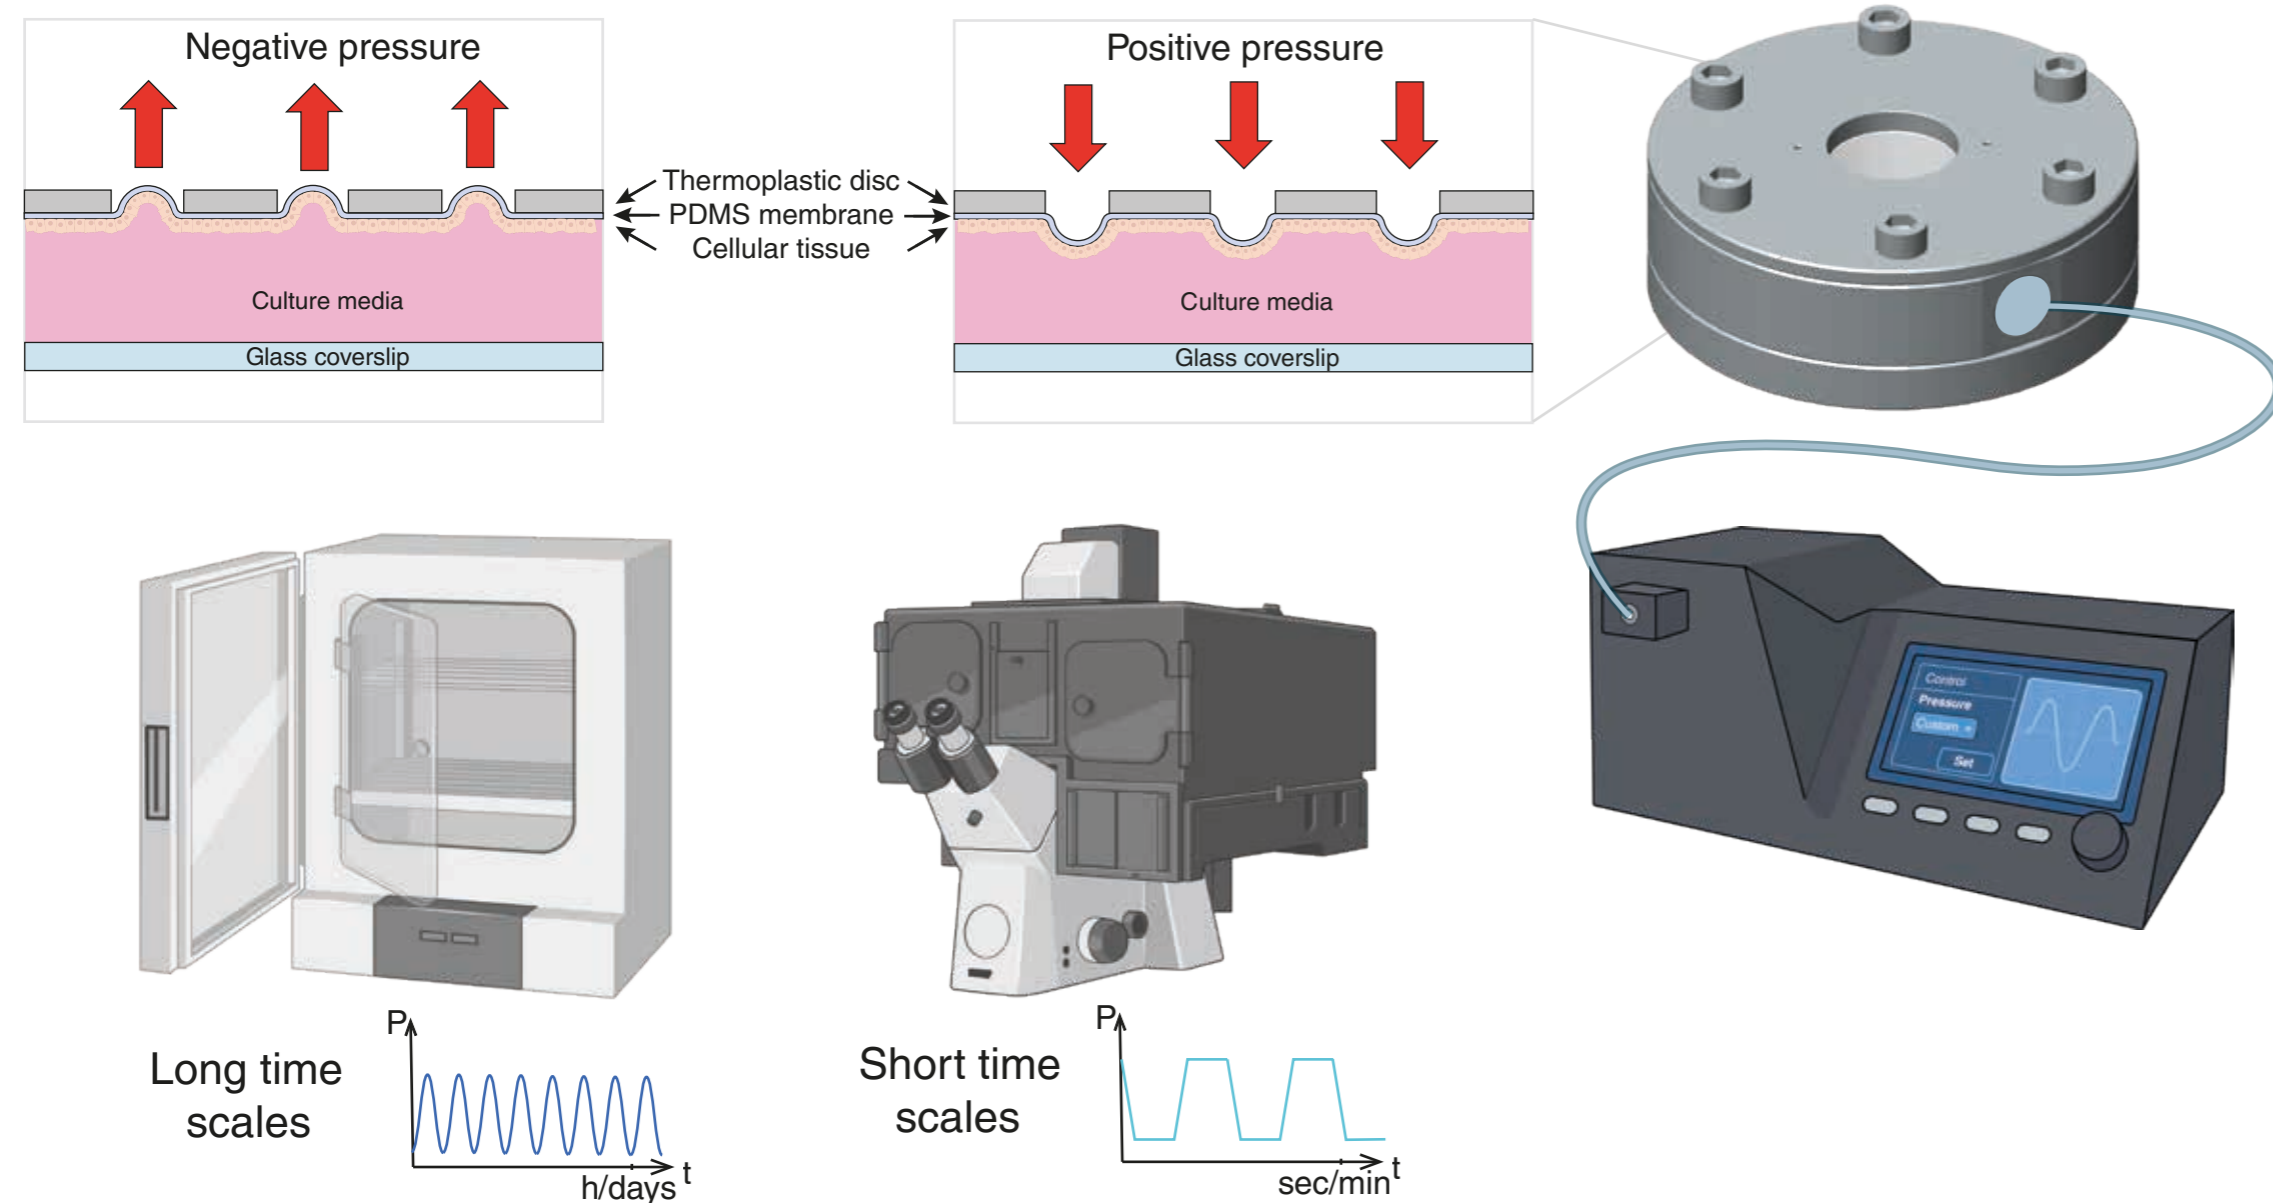 Negative pressure
Positive pressure
Thermoplastic disc
PDMS membrane
Cellular tissue
Culture media
Culture media
Glass coverslip
Glass coverslip
Control
Pressure
Custom
Set
Long time
scales
P
t
h/days
Short time
scales
P
t
sec/min